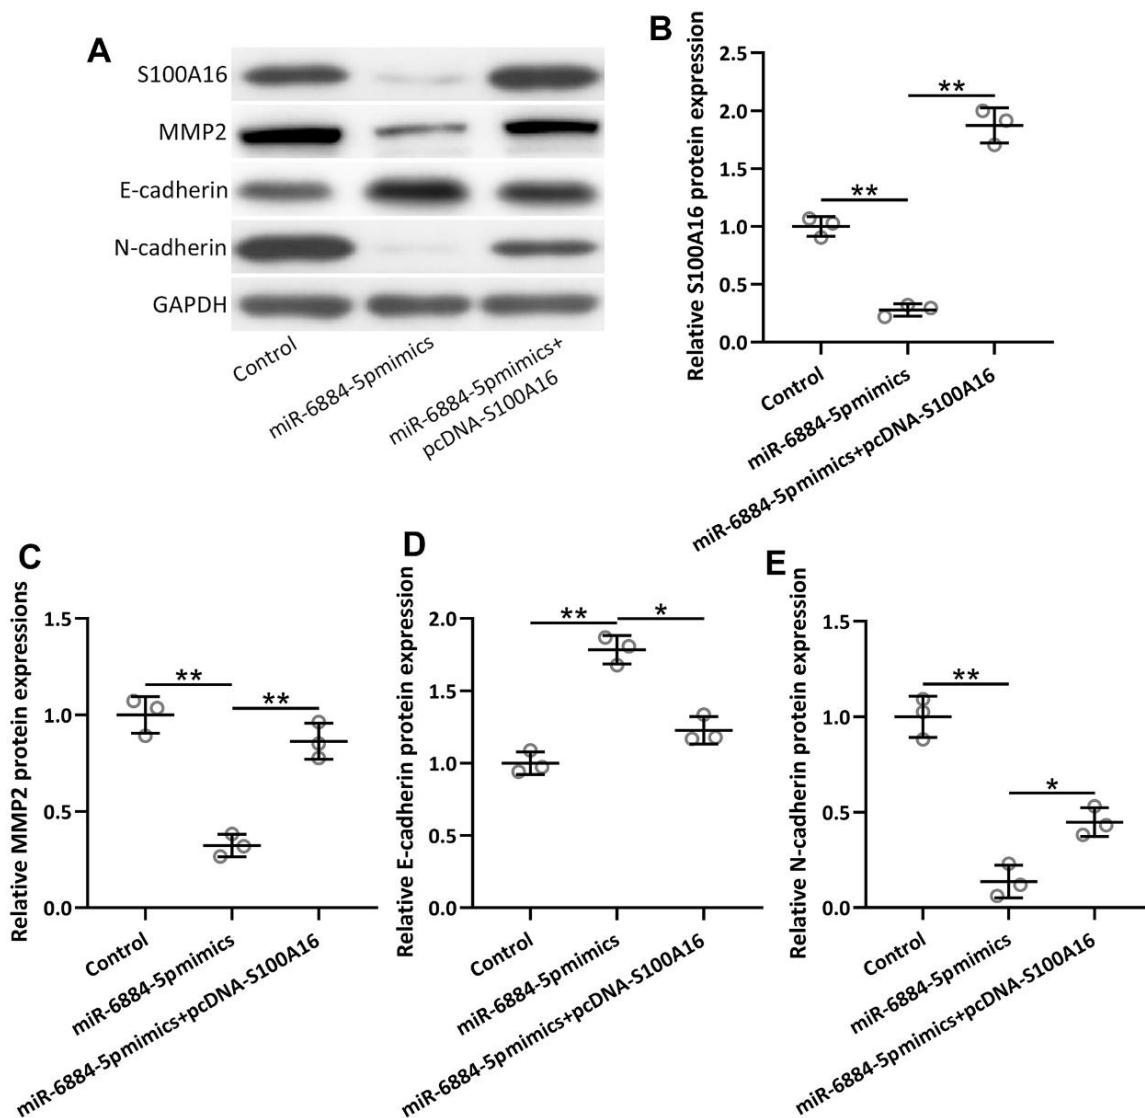 A
S100A16
MMP2
E-cadherin
N-cadherin
GAPDH
Control
miR-6884-5pmimics
miR-6884-5pmimics+
pcDNA-S100A16
B
Relative S100A16 protein expression
2.5
2.0
1.5
1.0
0.5
0.0
**
**
Control
miR-6884-5pmimics
miR-6884-5pmimics+pcDNA-S100A16
C
Relative MMP2 protein expressions
1.5
1.0
0.5
0.0
**
**
Control
miR-6884-5pmimics
miR-6884-5pmimics+pcDNA-S100A16
D
Relative E-cadherin protein expression
2.0
1.5
1.0
0.5
0.0
**
*
Control
miR-6884-5pmimics
miR-6884-5pmimics+pcDNA-S100A16
E
Relative N-cadherin protein expression
1.5
1.0
0.5
0.0
**
*
Control
miR-6884-5pmimics
miR-6884-5pmimics+pcDNA-S100A16